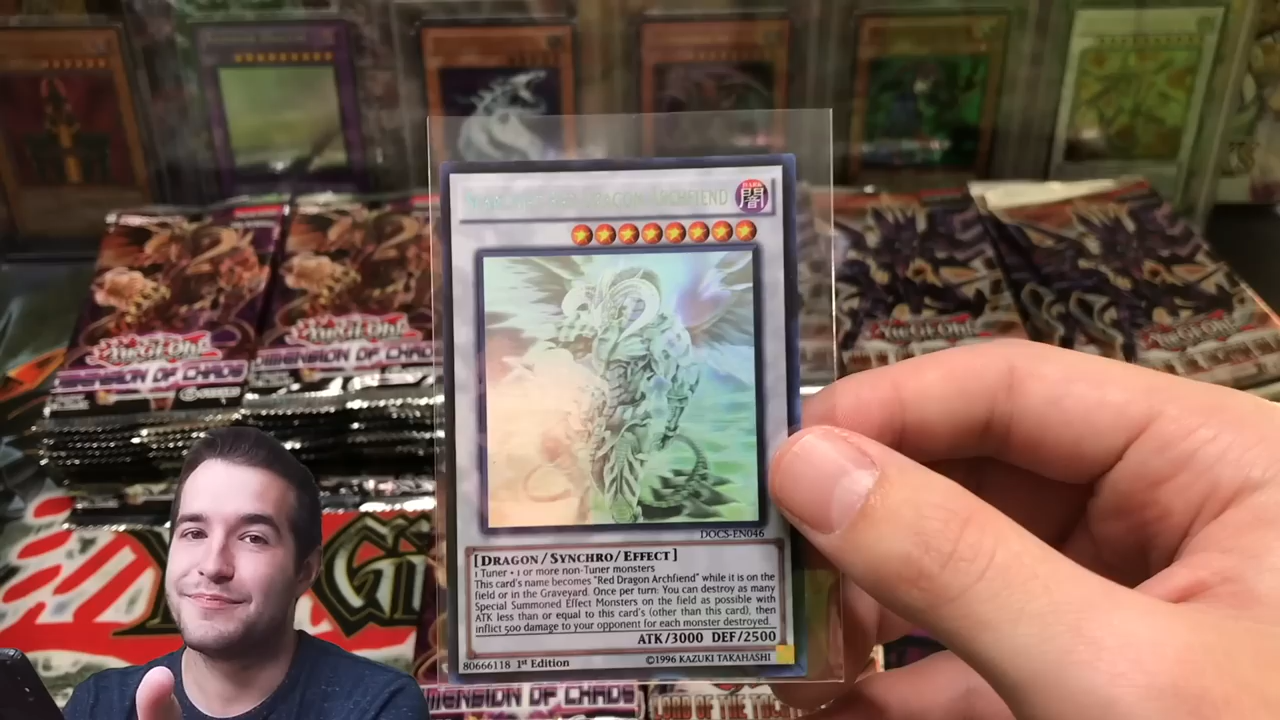 DRAGON ARCHFIEND
闇
DOCS-EN046
[DRAGON/SYNCHRO/EFFECT]
1 Tuner + 1 or more non-Tuner monsters
This card's name becomes "Red Dragon Archfiend" while it is on the
field or in the Graveyard. Once per turn: You can destroy as many
Special Summoned Effect Monsters on the field as possible with
ATK less than or equal to this card's (other than this card), then
inflict 500 damage to your opponent for each monster destroyed.
ATK/3000 DEF/2500
80666118 1st Edition ©1996 KAZUKI TAKAHASHI
Yu-Gi-Oh!
DIMENSION OF CHAOS
Yu-Gi-Oh!
DIMENSION OF CHAOS
Yu-Gi-Oh!
Yu-Gi-Oh!
DIMENSION OF CHAOS
LORD OF THE TACHYON